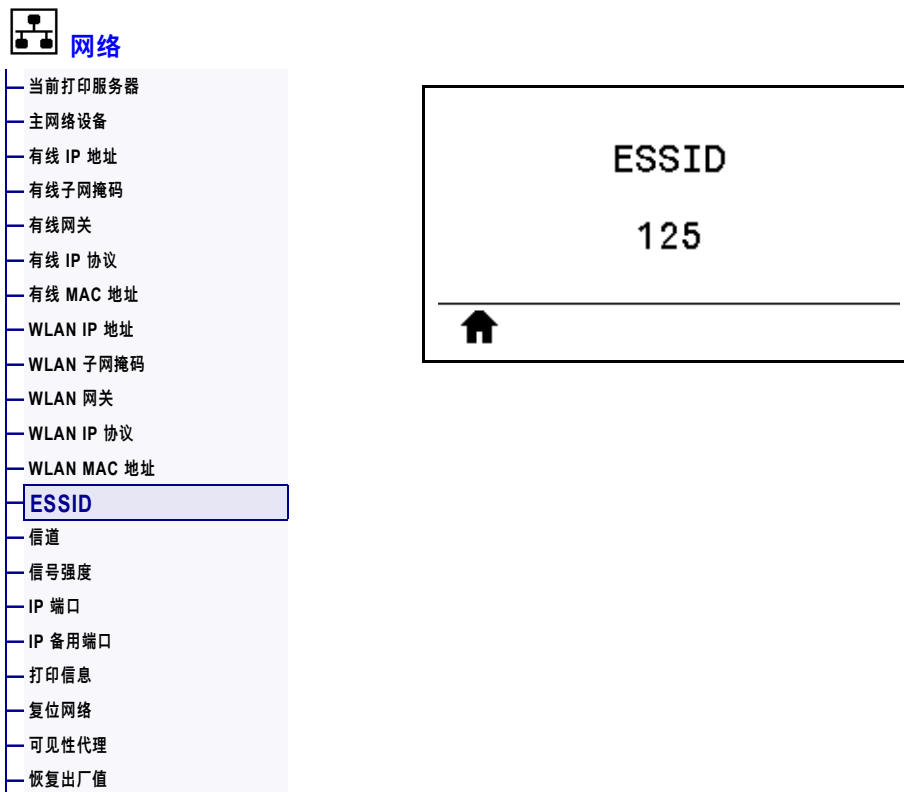 网络
当前打印服务器
主网络设备
有线 IP 地址
有线子网掩码
有线网关
有线 IP 协议
有线 MAC 地址
WLAN IP 地址
WLAN 子网掩码
WLAN 网关
WLAN IP 协议
WLAN MAC 地址
ESSID
信道
信号强度
IP 端口
IP 备用端口
打印信息
复位网络
可见性代理
恢复出厂值
ESSID
125